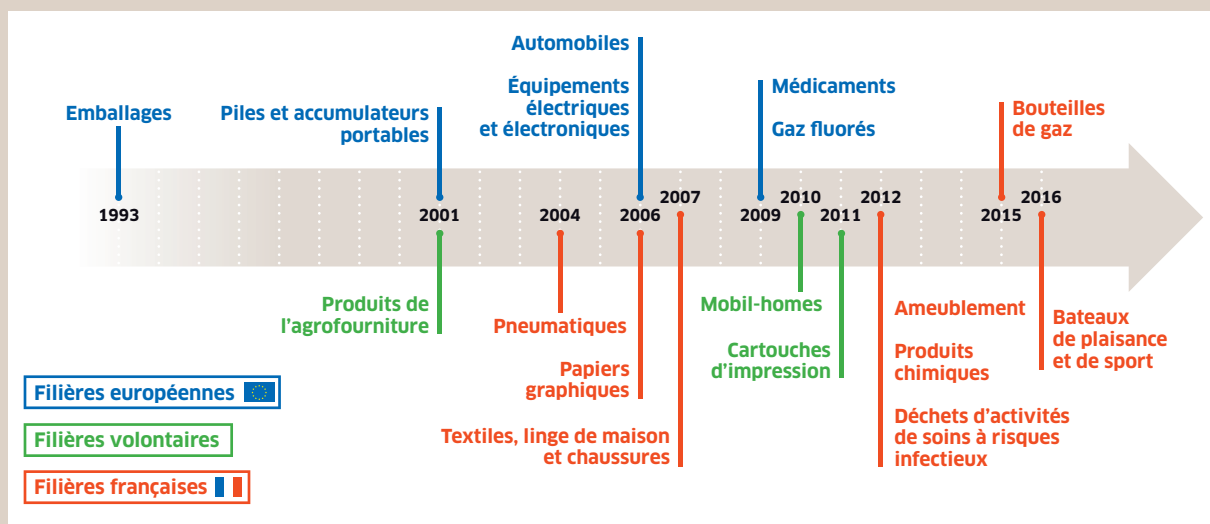 Automobiles
Équipements
électriques
et électroniques
Médicaments
Gaz fluorés
Emballages
Piles et accumulateurs
portables
Bouteilles
de gaz
1993
2001
2004
2006
2007
2009
2010
2011
2012
2015
2016
Produits de
l'agrofourniture
Pneumatiques
Papiers
graphiques
Textiles, linge de maison
et chaussures
Mobil-homes
Cartouches
d'impression
Ameublement
Produits
chimiques
Déchets d'activités
de soins à risques
infectieux
Bateaux
de plaisance
et de sport
Filières européennes
Filières volontaires
Filières françaises